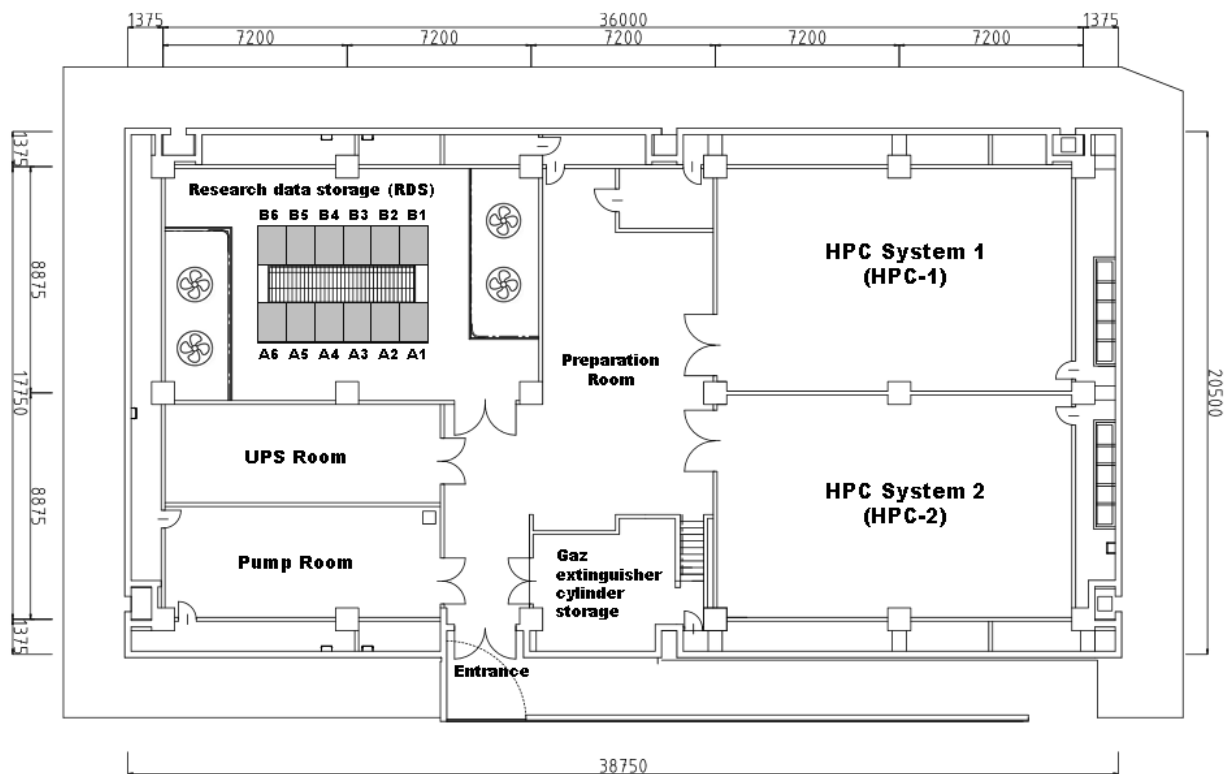 1375 36000 1375
7200 7200 7200 7200 7200
1375
8875
17750
8875
1375
20500
Research data storage (RDS)
B6 B5 B4 B3 B2 B1
A6 A5 A4 A3 A2 A1
HPC System 1
(HPC-1)
Preparation
Room
UPS Room
HPC System 2
(HPC-2)
Pump Room
Gaz
extinguisher
cylinder
storage
Entrance
38750